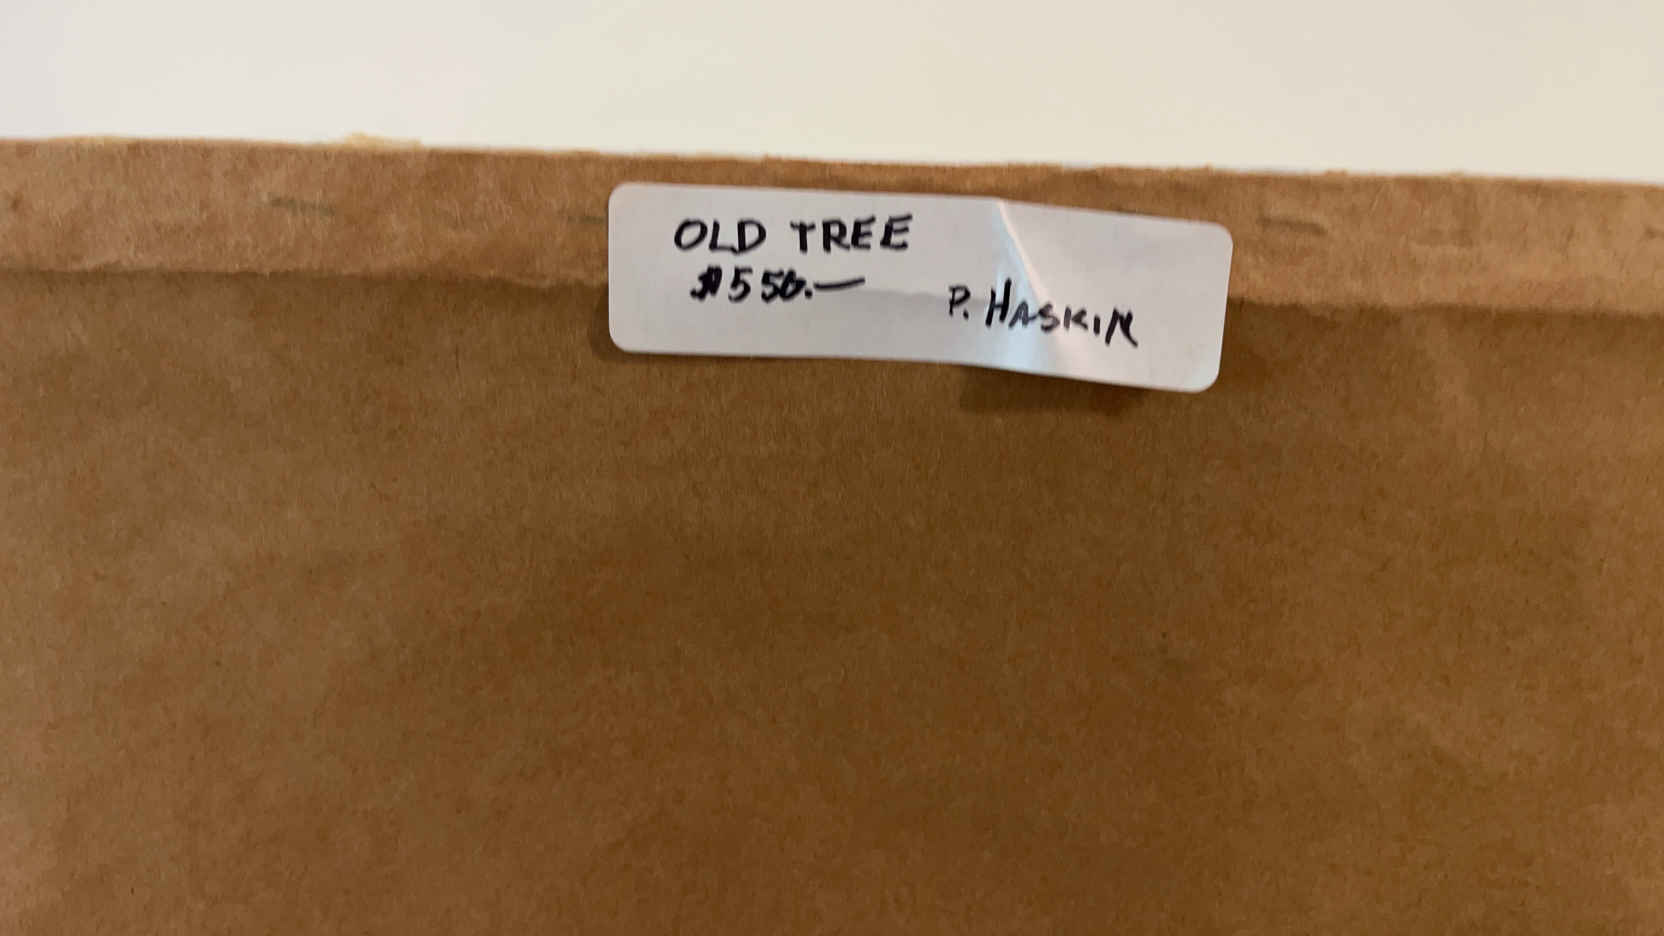 OLD TREE
$550.—
P. HASKIN